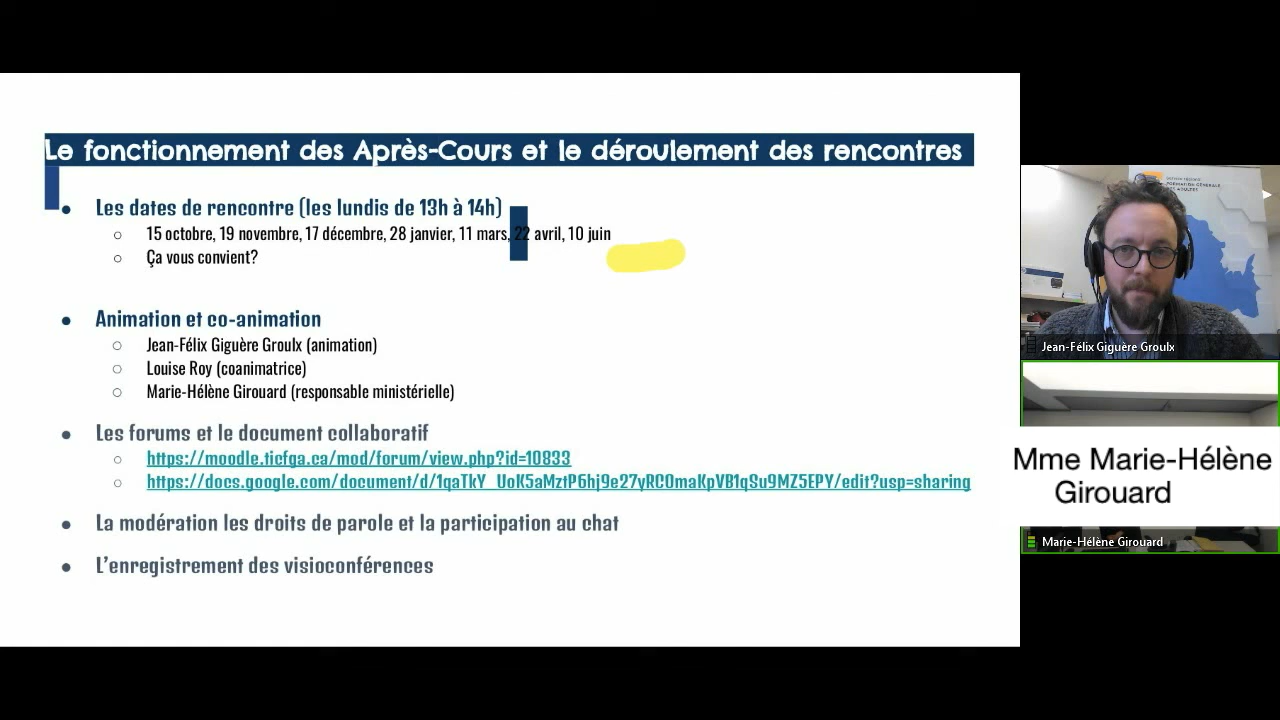 Le fonctionnement des Après-Cours et le déroulement des rencontres
Les dates de rencontre (les lundis de 13h à 14h)
15 octobre, 19 novembre, 17 décembre, 28 janvier, 11 mars, 22 avril, 10 juin
Ça vous convient?
Animation et co-animation
Jean-Félix Giguère Groulx (animation)
Louise Roy (coanimatrice)
Marie-Hélène Girouard (responsable ministérielle)
Les forums et le document collaboratif
https://moodle.ticfga.ca/mod/forum/view.php?id=10833
https://docs.google.com/document/d/1qaTkY_UoK5aMztP6hj9e27yRCOmaKpVB1qSu9MZ5EPY/edit?usp=sharing
La modération les droits de parole et la participation au chat
L'enregistrement des visioconférences
FORMATION GÉNÉRALE
DES ADULTES
Jean-Félix Giguère Groulx
Mme Marie-Hélène
Girouard
Marie-Hélène Girouard